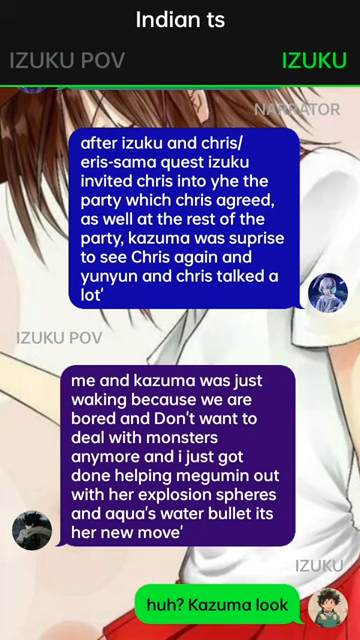 Indian ts
IZUKU POV
IZUKU
NARRATOR
after izuku and chris/
eris-sama quest izuku
invited chris into yhe the
party which chris agreed,
as well at the rest of the
party, kazuma was suprise
to see Chris again and
yunyun and chris talked a
lot'
IZUKU POV
me and kazuma was just
waking because we are
bored and Don't want to
deal with monsters
anymore and i just got
done helping megumin out
with her explosion spheres
and aqua's water bullet its
her new move'
IZUKU
huh? Kazuma look